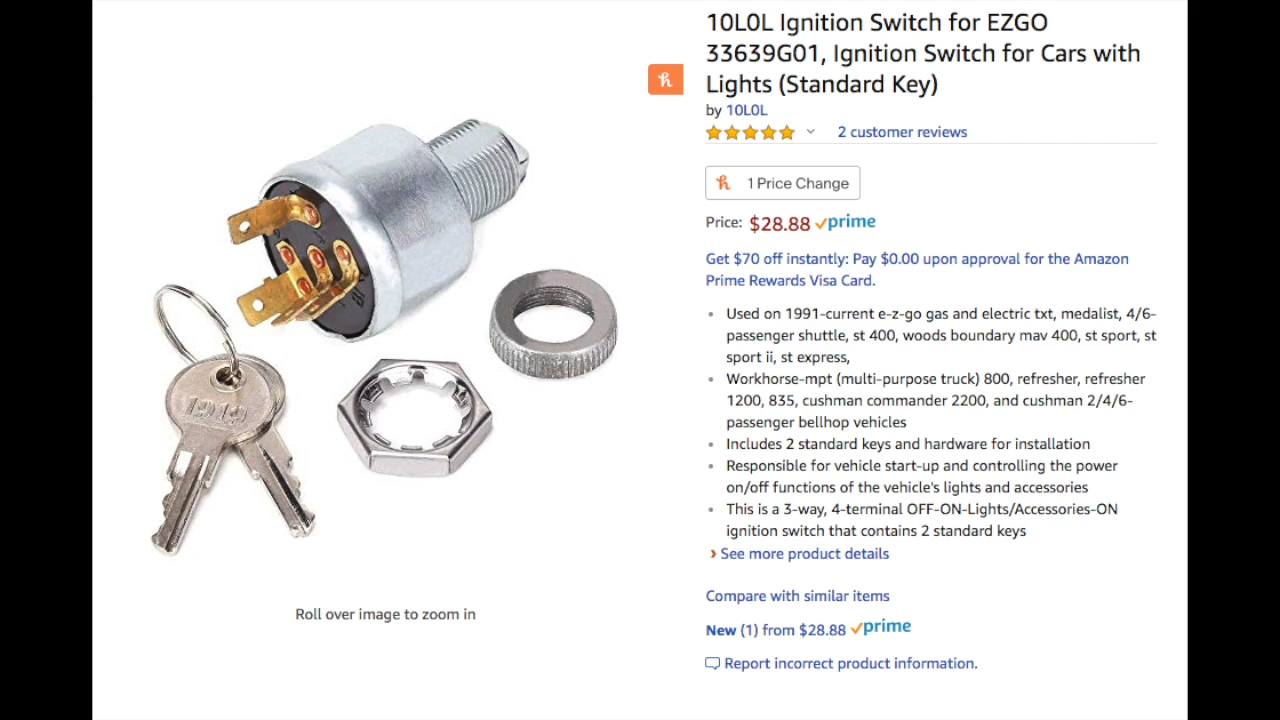 10L0L Ignition Switch for EZGO
33639G01, Ignition Switch for Cars with
Lights (Standard Key)
by 10L0L
2 customer reviews
1 Price Change
Price: $28.88 prime
Get $70 off instantly: Pay $0.00 upon approval for the Amazon
Prime Rewards Visa Card.
• Used on 1991-current e-z-go gas and electric txt, medalist, 4/6-
passenger shuttle, st 400, woods boundary mav 400, st sport, st
sport ii, st express,
• Workhorse-mpt (multi-purpose truck) 800, refresher, refresher
1200, 835, cushman commander 2200, and cushman 2/4/6-
passenger bellhop vehicles
• Includes 2 standard keys and hardware for installation
• Responsible for vehicle start-up and controlling the power
on/off functions of the vehicle's lights and accessories
• This is a 3-way, 4-terminal OFF-ON-Lights/Accessories-ON
ignition switch that contains 2 standard keys
› See more product details
Compare with similar items
New (1) from $28.88 prime
Report incorrect product information.
1919
Roll over image to zoom in